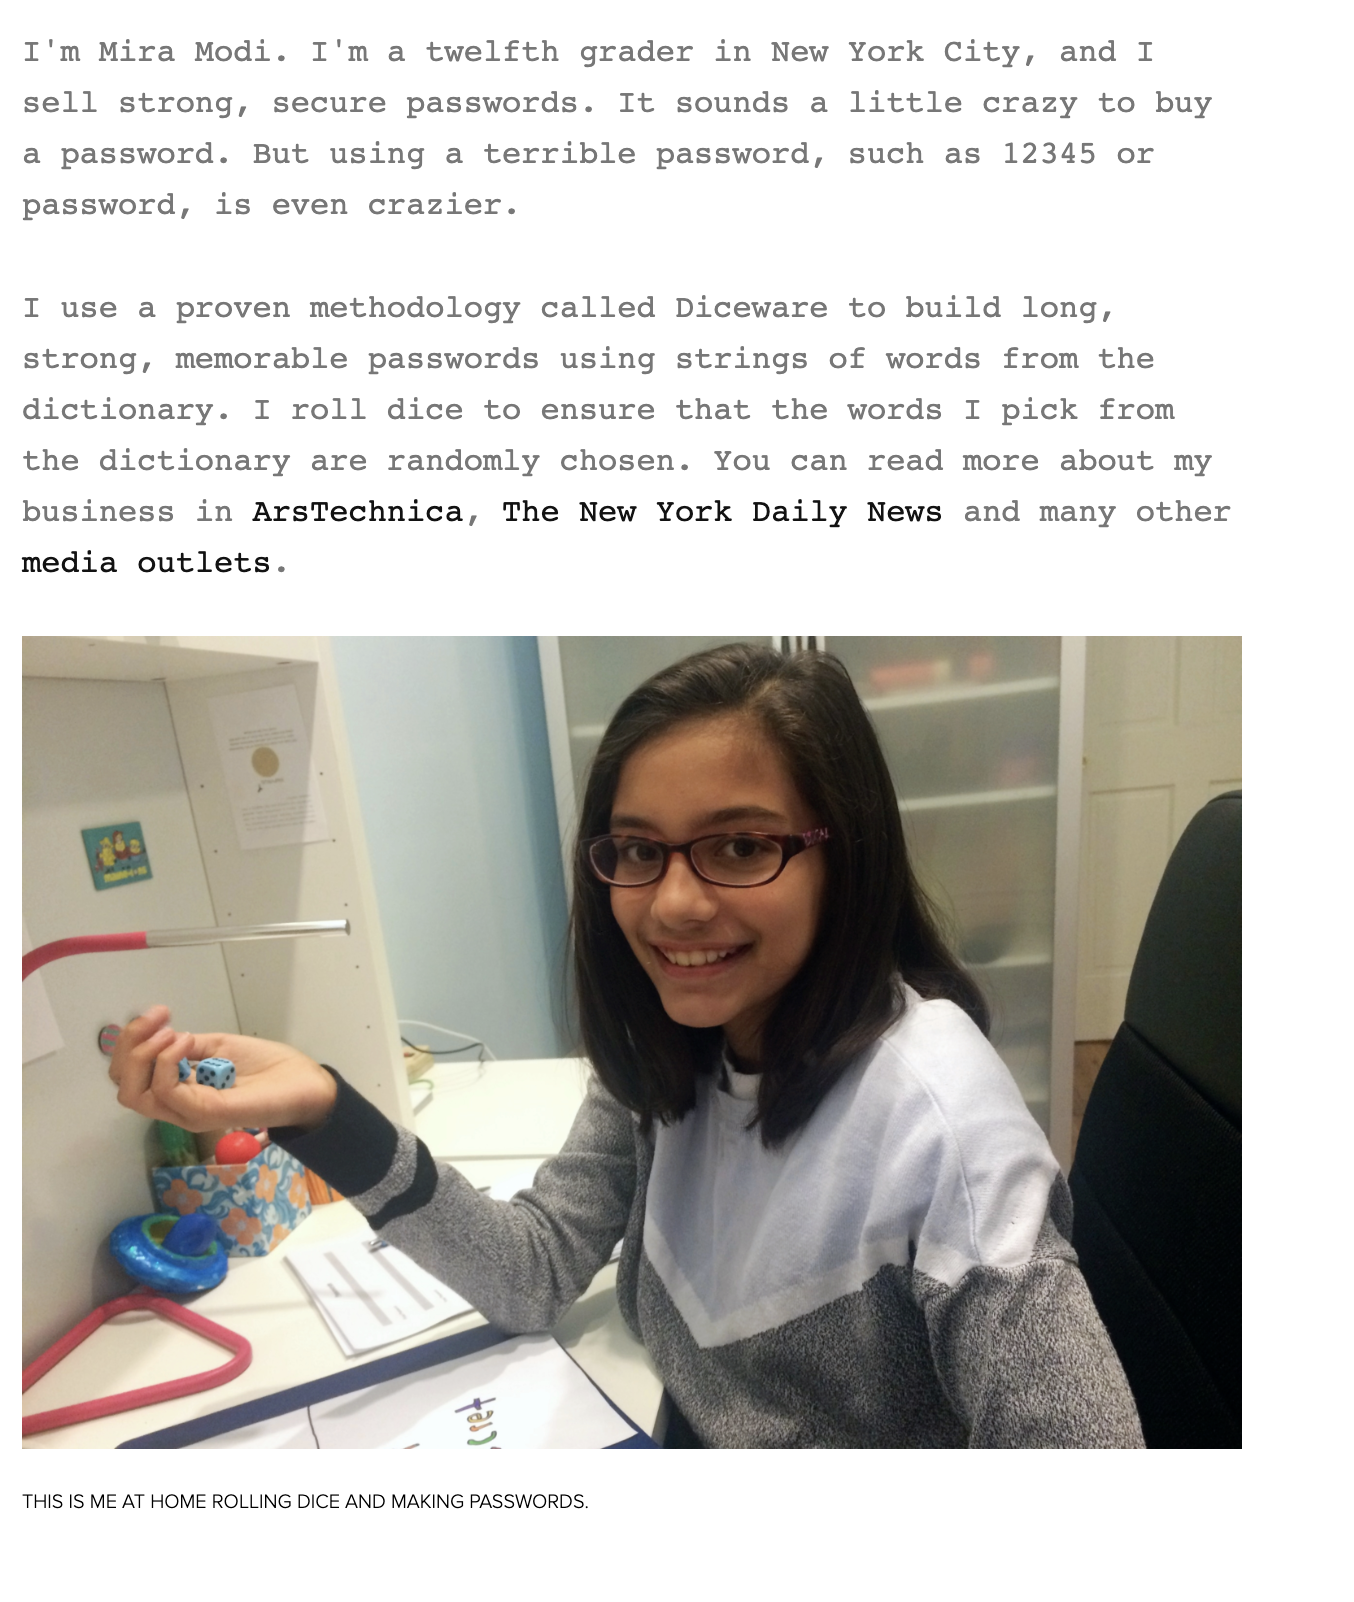 I'm Mira Modi. I'm a twelfth grader in New York City, and I
sell strong, secure passwords. It sounds a little crazy to buy
a password. But using a terrible password, such as 12345 or
password, is even crazier.
I use a proven methodology called Diceware to build long,
strong, memorable passwords using strings of words from the
dictionary. I roll dice to ensure that the words I pick from
the dictionary are randomly chosen. You can read more about my
business in ArsTechnica, The New York Daily News and many other
media outlets.
THIS IS ME AT HOME ROLLING DICE AND MAKING PASSWORDS.